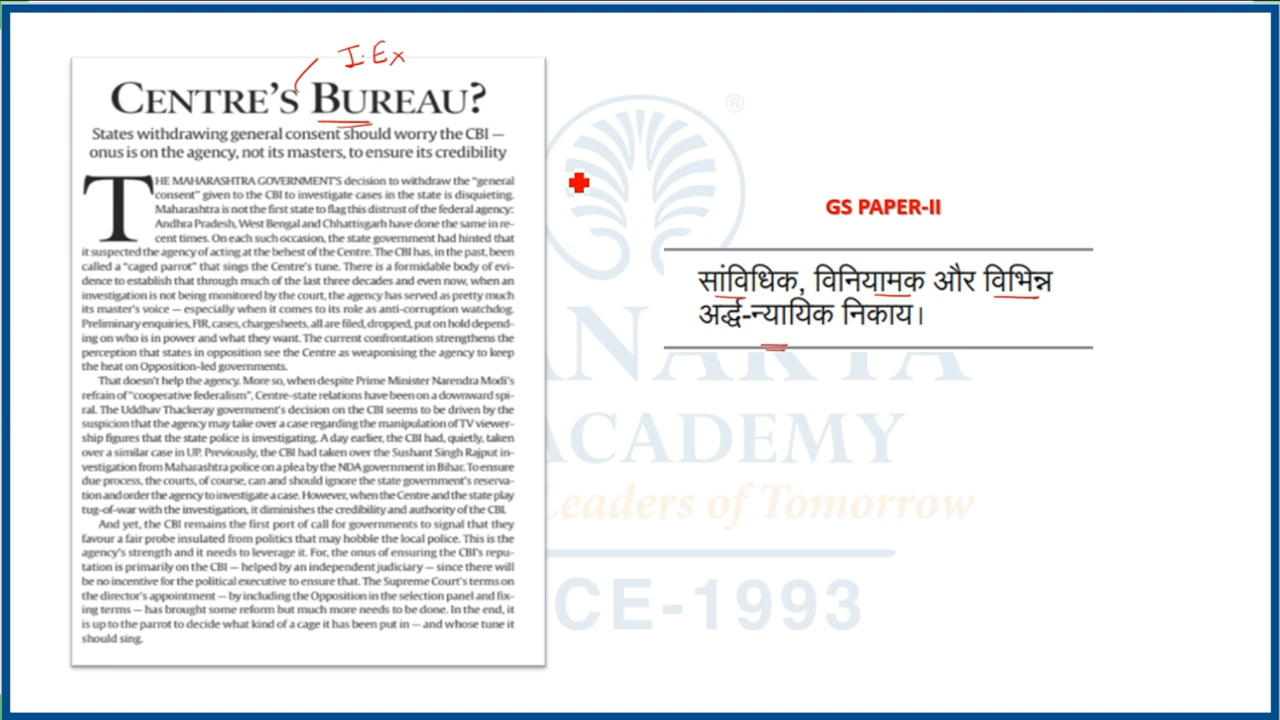 I.Ex
CENTRE'S BUREAU?
States withdrawing general consent should worry the CBI —
onus is on the agency, not its masters, to ensure its credibility
THE MAHARASHTRA GOVERNMENT'S decision to withdraw the "general
consent" given to the CBI to investigate cases in the state is disquieting.
Maharashtra is not the first state to flag this distrust of the federal agency:
Andhra Pradesh, West Bengal and Chhattisgarh have done the same in re-
cent times. On each such occasion, the state government had hinted that
it suspected the agency of acting at the behest of the Centre. The CBI has, in the past, been
called a "caged parrot" that sings the Centre's tune. There is a formidable body of evi-
dence to establish that through much of the last three decades and even now, when an
investigation is not being monitored by the court, the agency has served as pretty much
its master's voice — especially when it comes to its role as anti-corruption watchdog.
Preliminary enquiries, FIR, cases, chargesheets, all are filed, dropped, put on hold depend-
ing on who is in power and what they want. The current confrontation strengthens the
perception that states in opposition see the Centre as weaponising the agency to keep
the heat on Opposition-led governments.
That doesn't help the agency. More so, when despite Prime Minister Narendra Modi's
refrain of "cooperative federalism", Centre-state relations have been on a downward spi-
ral. The Uddhav Thackeray government's decision on the CBI seems to be driven by the
suspicion that the agency may take over a case regarding the manipulation of TV viewer-
ship figures that the state police is investigating. A day earlier, the CBI had, quietly, taken
over a similar case in UP. Previously, the CBI had taken over the Sushant Singh Rajput in-
vestigation from Maharashtra police on a plea by the NDA government in Bihar. To ensure
due process, the courts, of course, can and should ignore the state government's reserva-
tion and order the agency to investigate a case. However, when the Centre and the state play
tug-of-war with the investigation, it diminishes the credibility and authority of the CBI.
And yet, the CBI remains the first port of call for governments to signal that they
favour a fair probe insulated from politics that may hobble the local police. This is the
agency's strength and it needs to leverage it. For, the onus of ensuring the CBI's repu-
tation is primarily on the CBI — helped by an independent judiciary — since there will
be no incentive for the political executive to ensure that. The Supreme Court's terms on
the director's appointment — by including the Opposition in the selection panel and fix-
ing terms — has brought some reform but much more needs to be done. In the end, it
is up to the parrot to decide what kind of a cage it has been put in — and whose tune it
should sing.
GS PAPER-II
सांविधिक, विनियामक और विभिन्न
अर्द्ध-न्यायिक निकाय।
ACADEMY
Leaders of Tomorrow
CE-1993